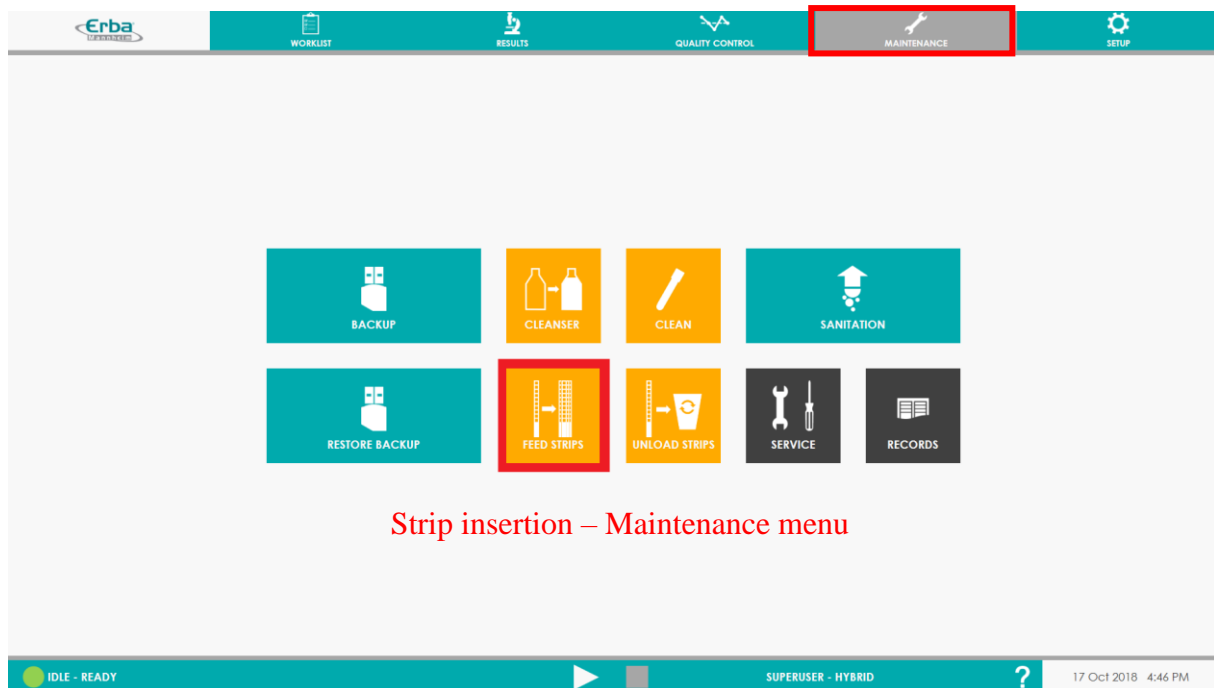 Erba
Mannheim
WORKLIST
RESULTS
QUALITY CONTROL
MAINTENANCE
SETUP
BACKUP
CLEANSER
CLEAN
SANITATION
RESTORE BACKUP
FEED STRIPS
UNLOAD STRIPS
SERVICE
RECORDS
Strip insertion – Maintenance menu
IDLE - READY
SUPERUSER - HYBRID
?
17 Oct 2018 4:46 PM